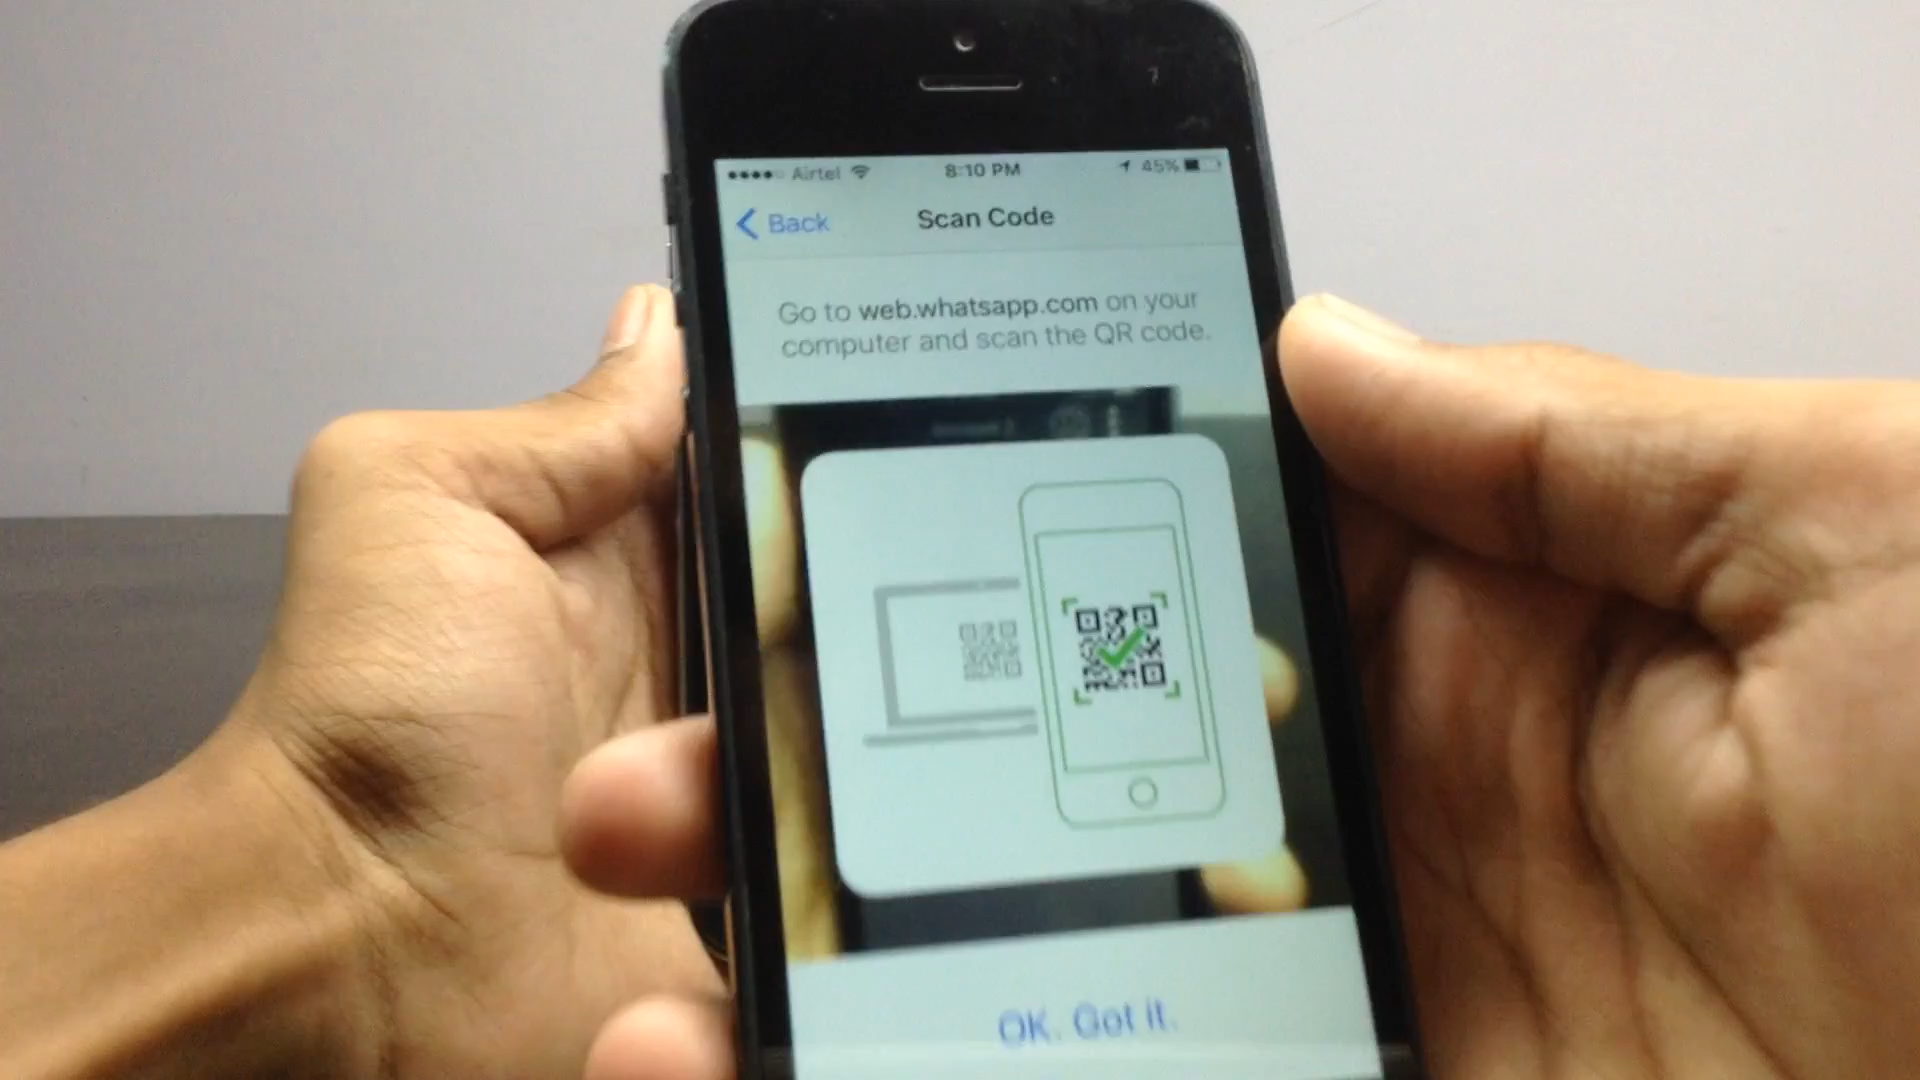 Airtel 8:10 PM 45%
Back Scan Code
Go to web.whatsapp.com on your
computer and scan the QR code.
OK. Got it.